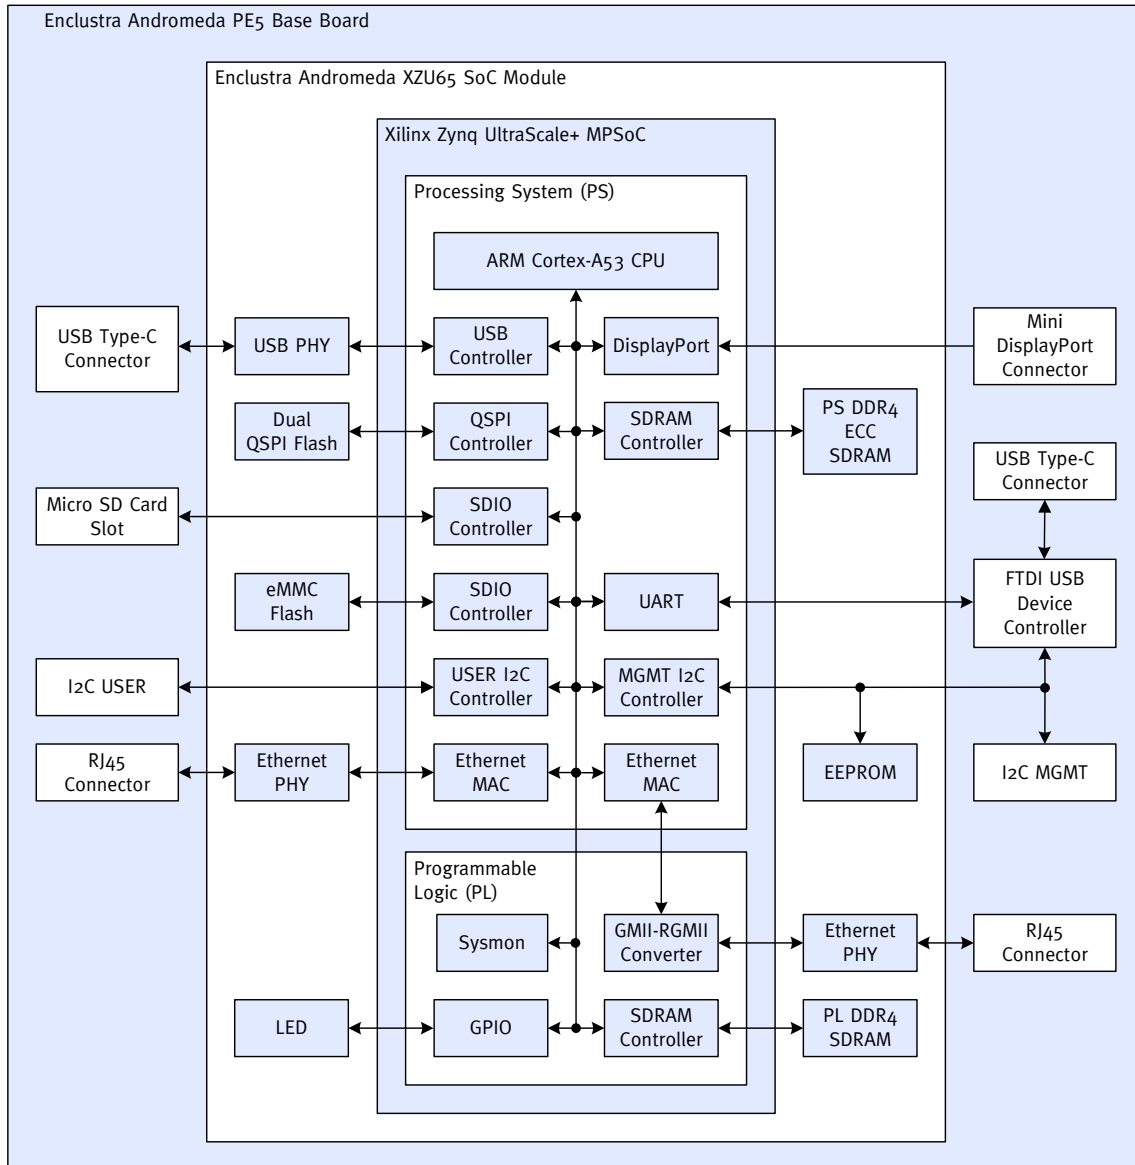 Enclustra Andromeda PE5 Base Board
Enclustra Andromeda XZU65 SoC Module
Xilinx Zynq UltraScale+ MPSoC
Processing System (PS)
ARM Cortex-A53 CPU
USB Type-C
Connector
USB PHY
USB
Controller
DisplayPort
Mini
DisplayPort
Connector
Dual
QSPI Flash
QSPI
Controller
SDRAM
Controller
PS DDR4
ECC
SDRAM
USB Type-C
Connector
Micro SD Card
Slot
SDIO
Controller
eMMC
Flash
SDIO
Controller
UART
FTDI USB
Device
Controller
I2C USER
USER I2C
Controller
MGMT I2C
Controller
RJ45
Connector
Ethernet
PHY
Ethernet
MAC
Ethernet
MAC
EEPROM
I2C MGMT
Programmable
Logic (PL)
Sysmon
GMII-RGMII
Converter
Ethernet
PHY
RJ45
Connector
LED
GPIO
SDRAM
Controller
PL DDR4
SDRAM